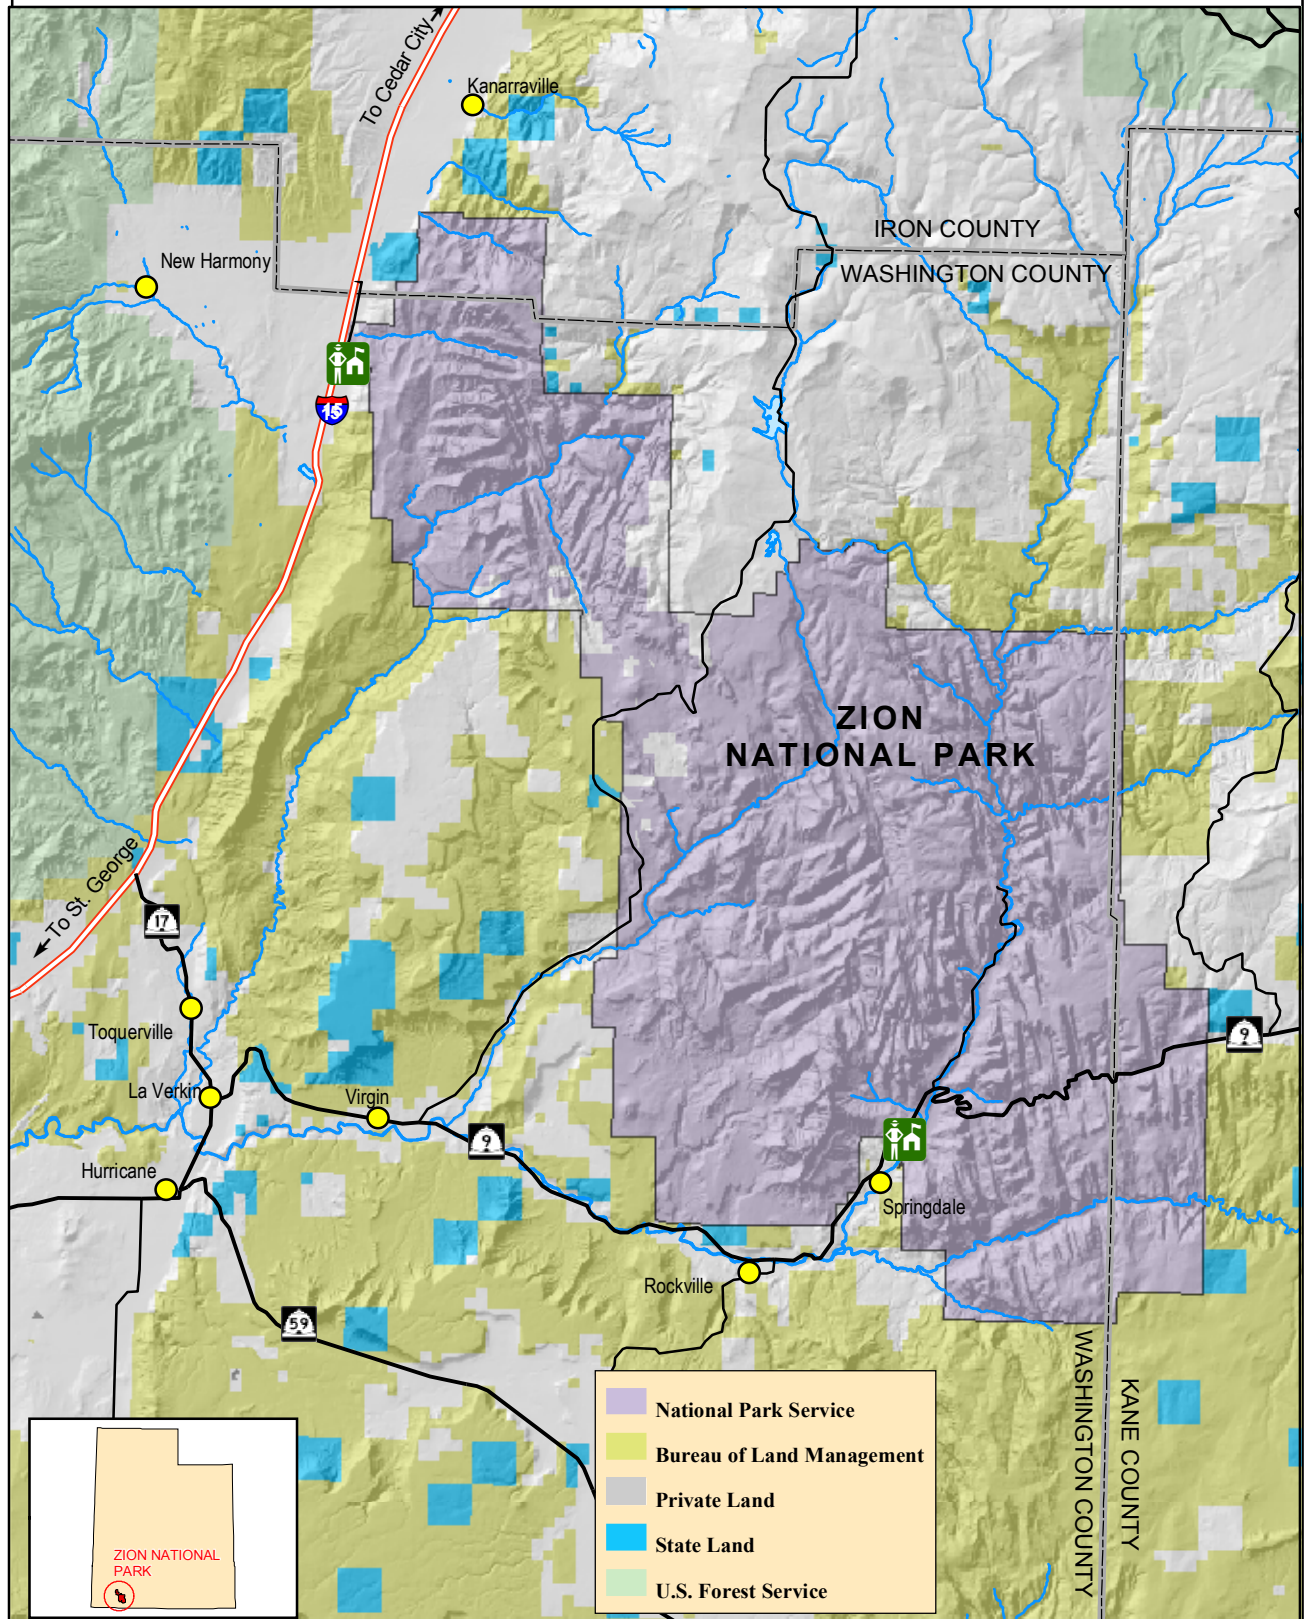 To Cedar City
Kanarraville
IRON COUNTY
WASHINGTON COUNTY
New Harmony
15
ZION
NATIONAL PARK
To St. George
17
Toquerville
9
La Verkin
Virgin
9
Hurricane
Springdale
Rockville
59
WASHINGTON COUNTY
KANE COUNTY
National Park Service
Bureau of Land Management
Private Land
State Land
U.S. Forest Service
ZION NATIONAL
PARK